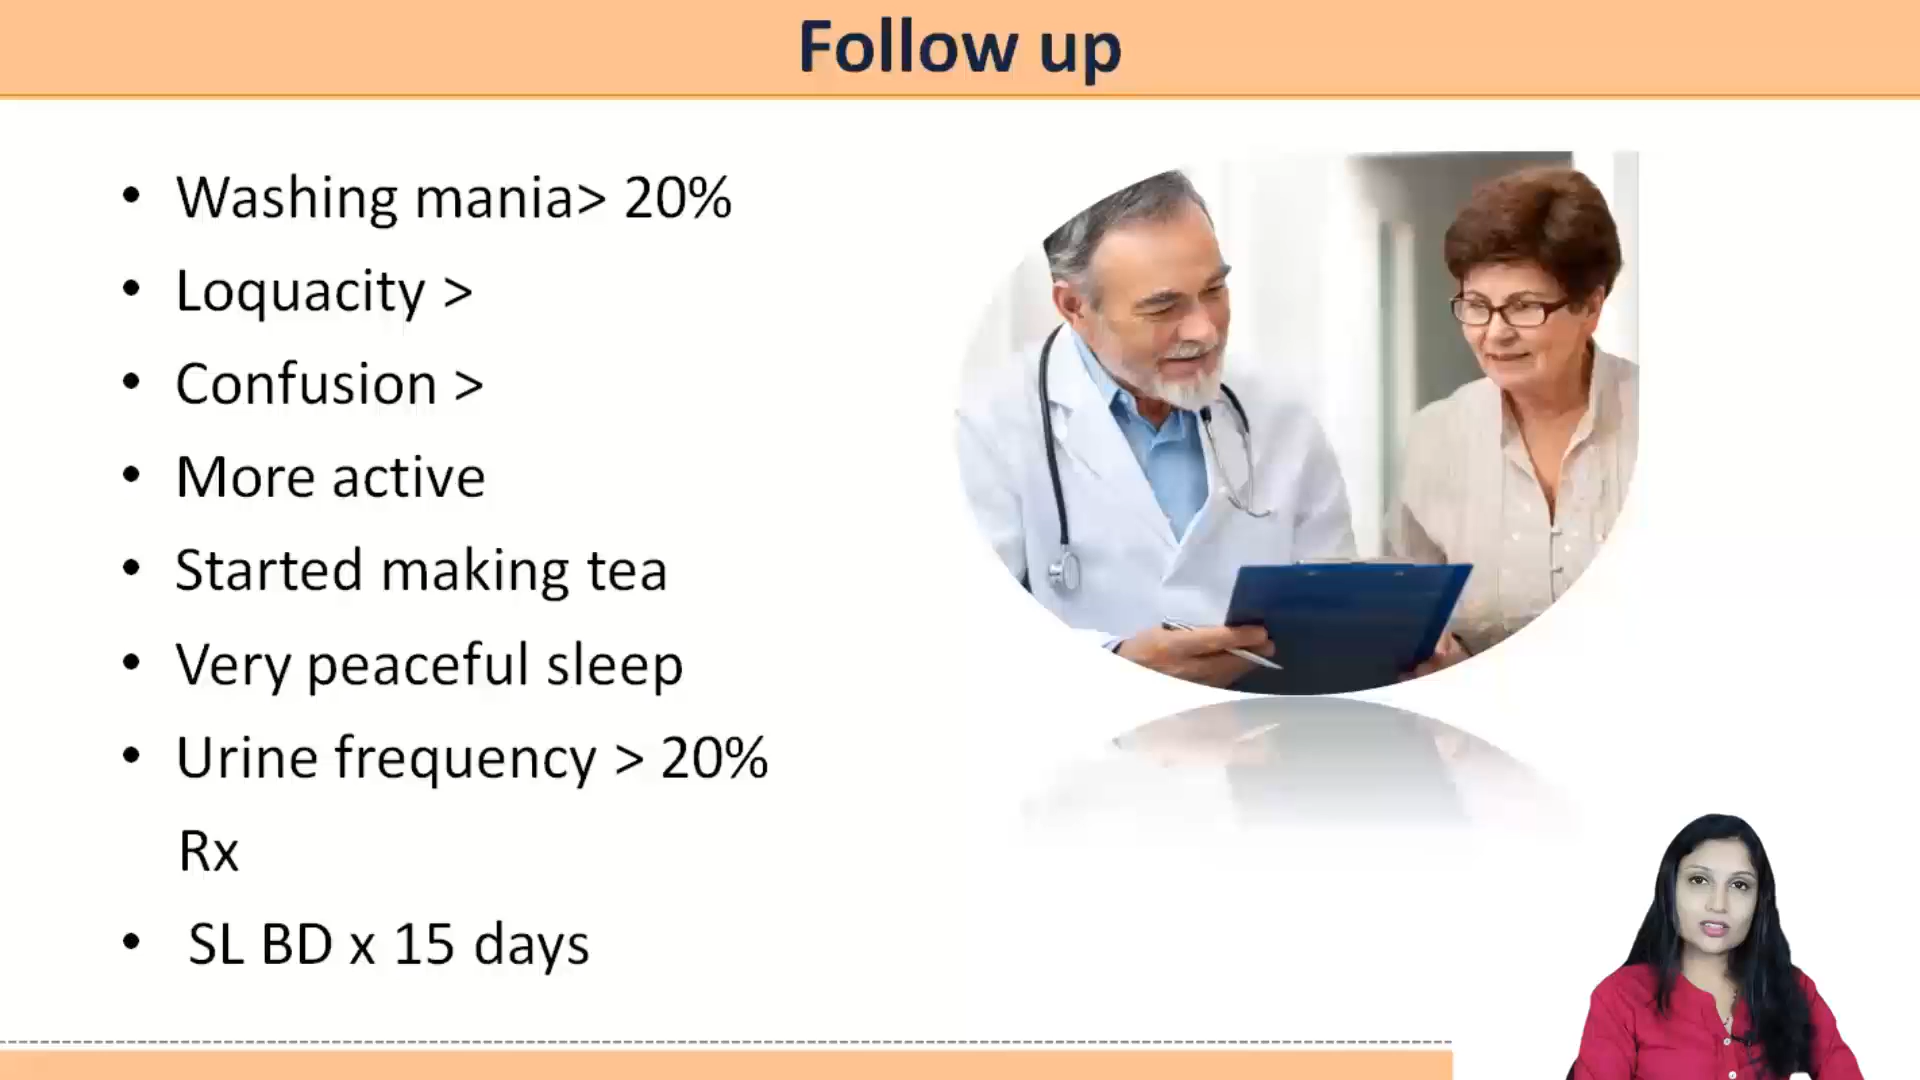 Follow up
• Washing mania> 20%
• Loquacity >
• Confusion >
• More active
• Started making tea
• Very peaceful sleep
• Urine frequency > 20%
Rx
• SL BD x 15 days